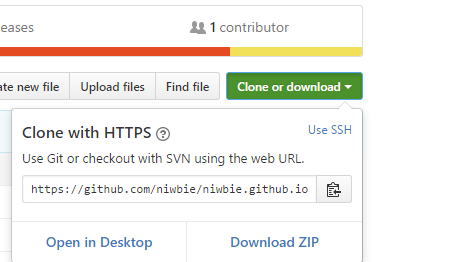 eases 1 contributor
ate new file Upload files Find file Clone or download
Clone with HTTPS Use SSH
Use Git or checkout with SVN using the web URL.
https://github.com/niwbie/niwbie.github.io
Open in Desktop Download ZIP